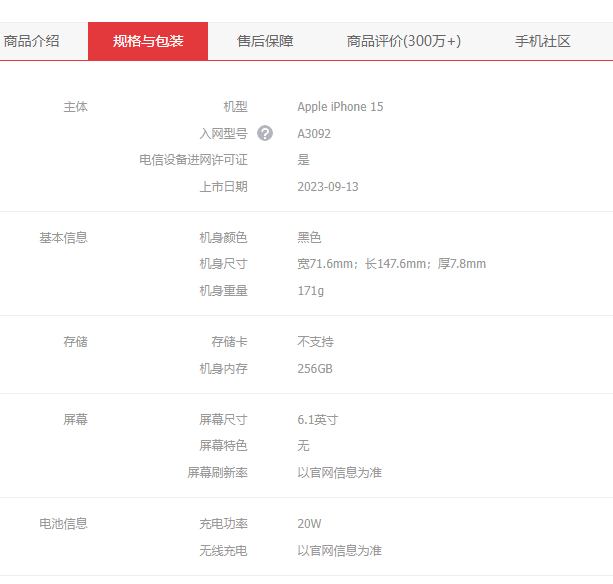 商品介绍 规格与包装 售后保障 商品评价(300万+) 手机社区
主体 机型 Apple iPhone 15
入网型号 ? A3092
电信设备进网许可证 是
上市日期 2023-09-13
基本信息 机身颜色 黑色
机身尺寸 宽71.6mm；长147.6mm；厚7.8mm
机身重量 171g
存储 存储卡 不支持
机身内存 256GB
屏幕 屏幕尺寸 6.1英寸
屏幕特色 无
屏幕刷新率 以官网信息为准
电池信息 充电功率 20W
无线充电 以官网信息为准